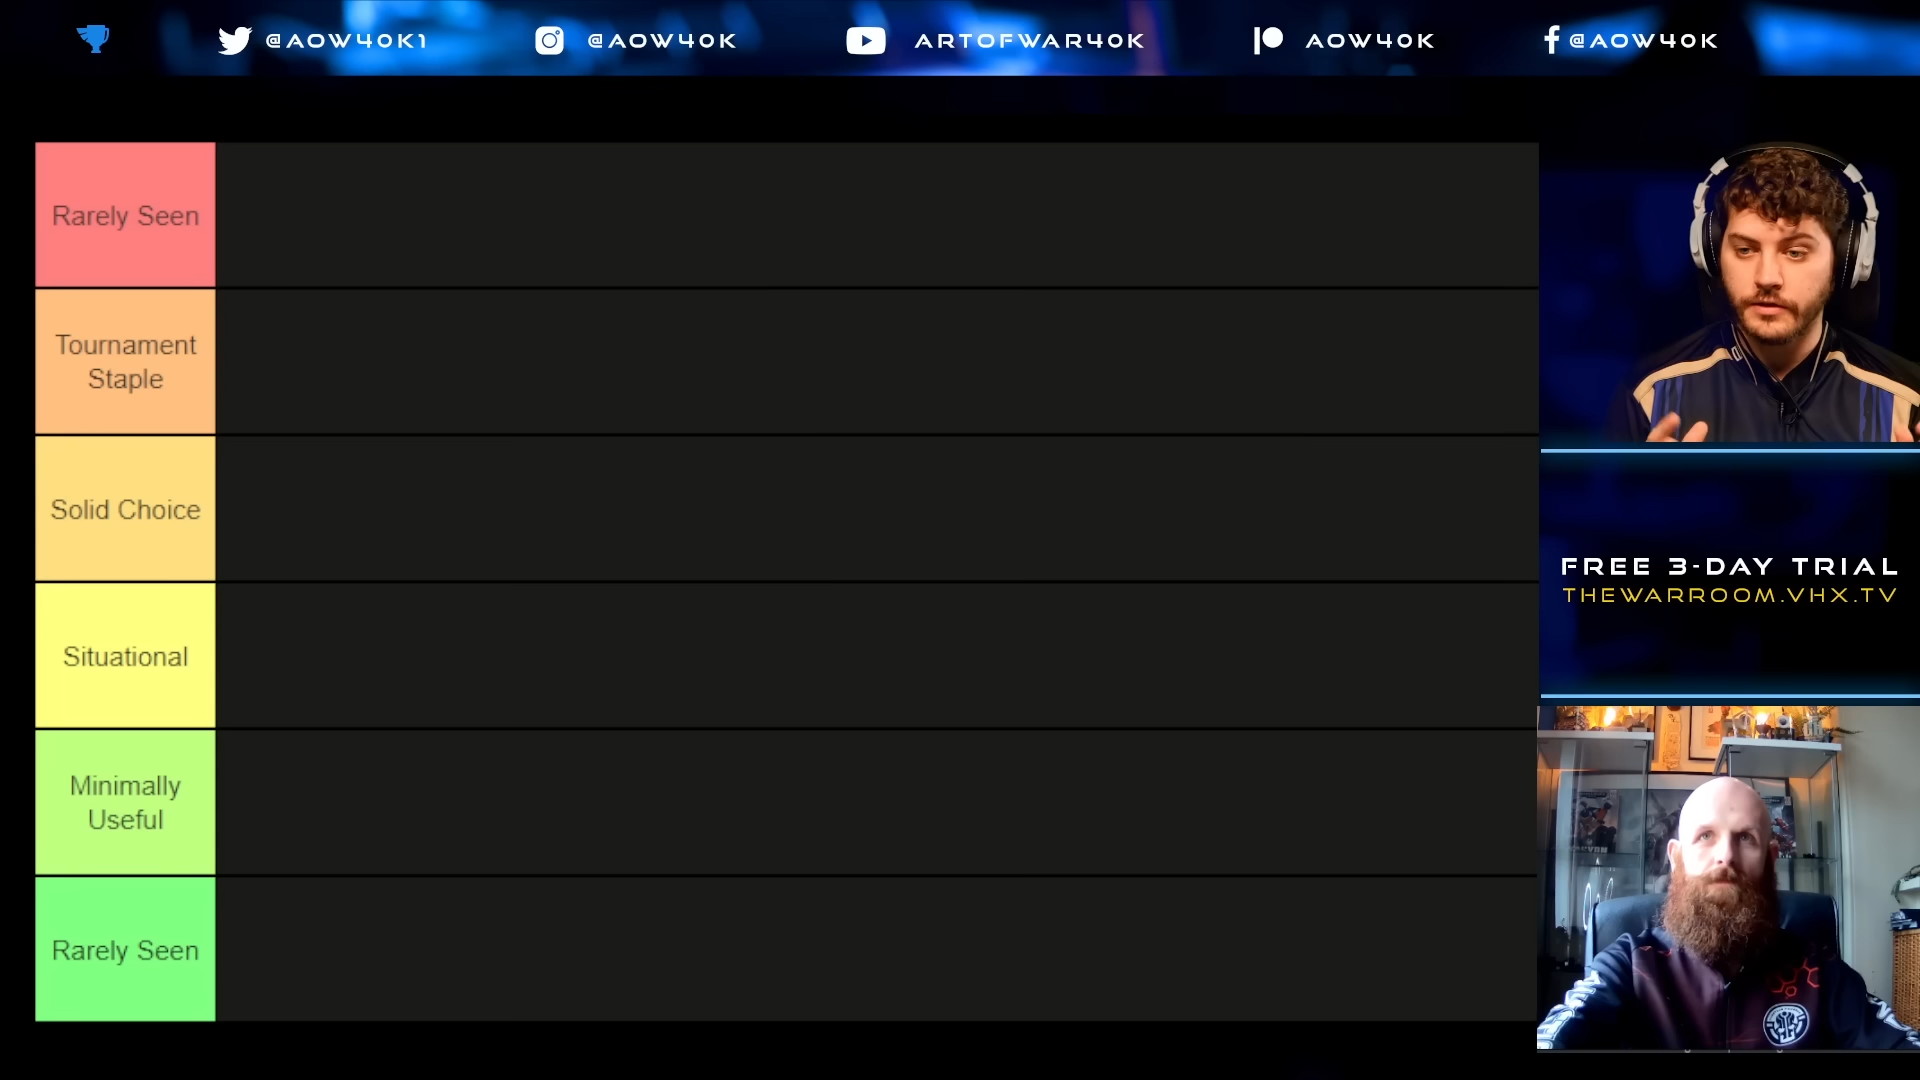 @AOW40K1
@AOW40K
ARTOFWAR40K
AOW40K
@AOW40K
Rarely Seen
Tournament
Staple
Solid Choice
Situational
Minimally
Useful
Rarely Seen
FREE 3-DAY TRIAL
THEWARROOM.VHX.TV